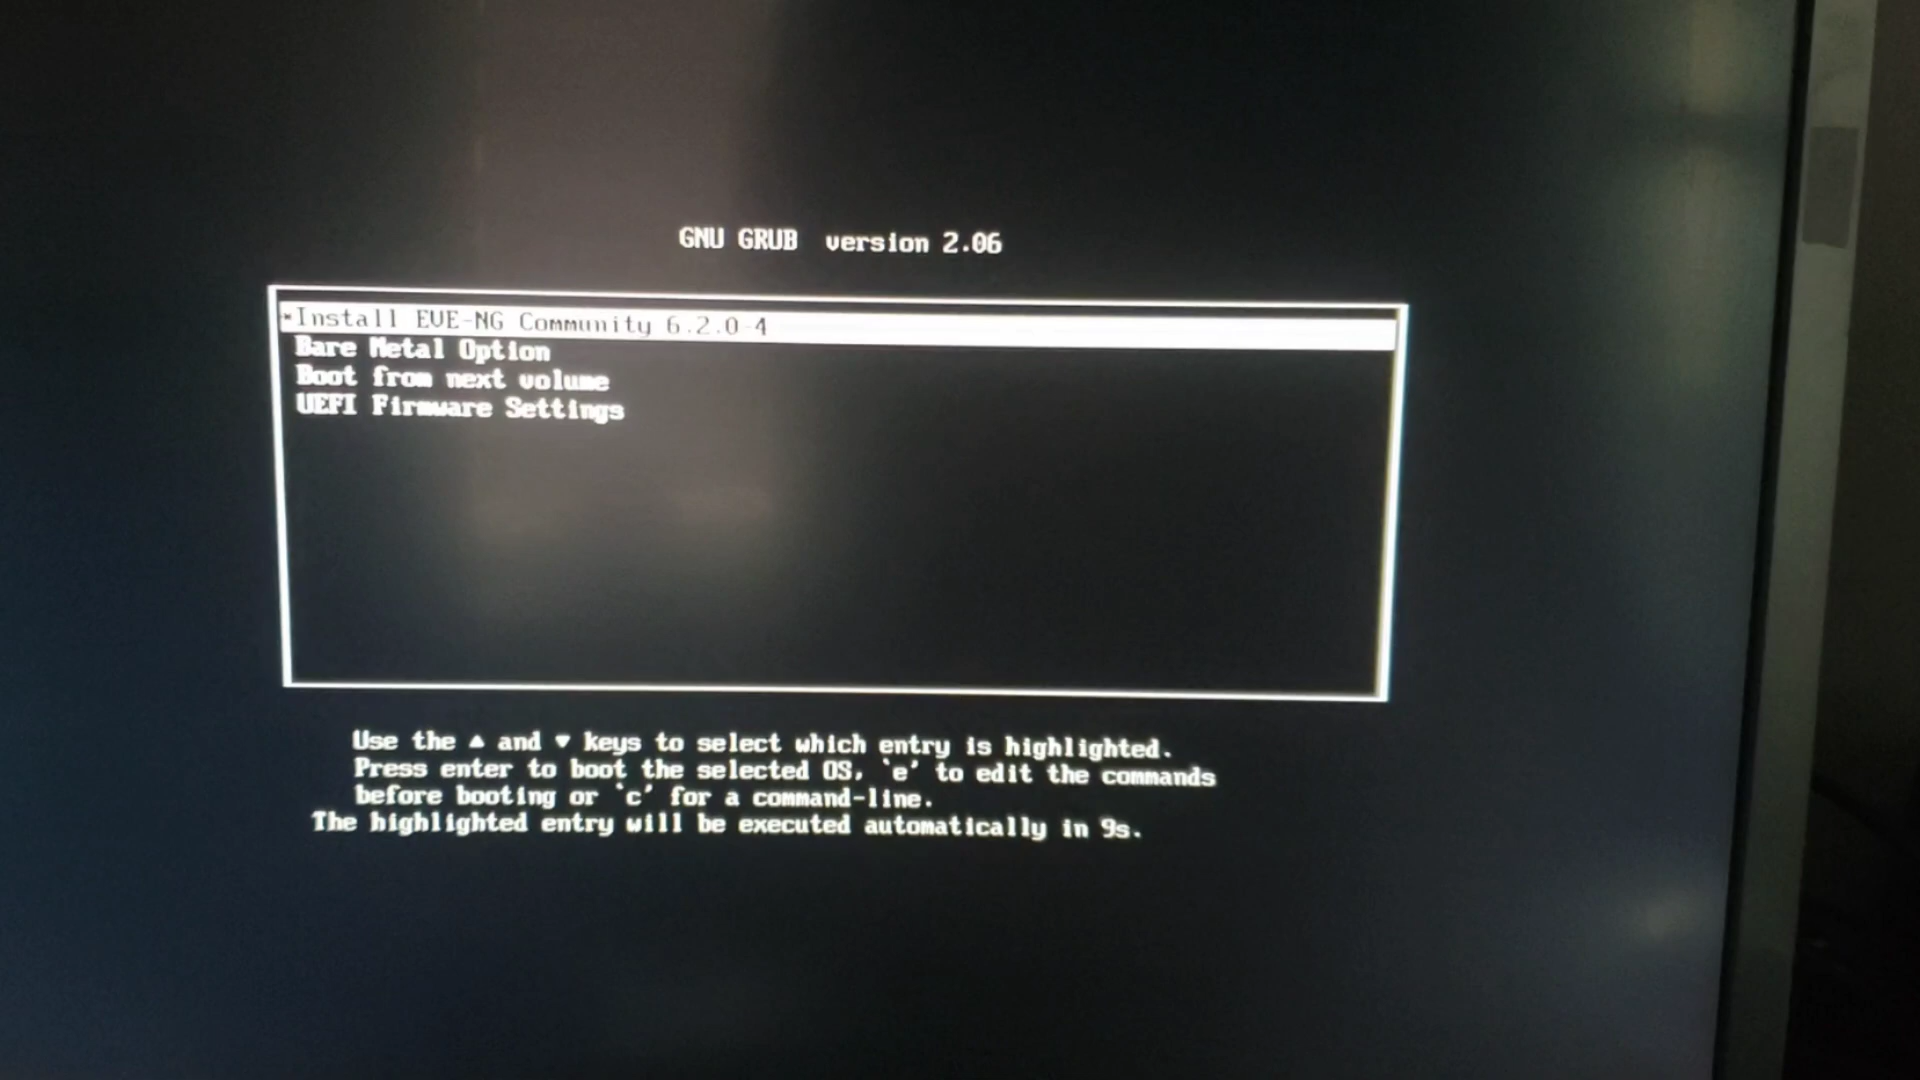 GNU GRUB version 2.06
*Install EVE-NG Community 6.2.0-4
Bare Metal Option
Boot from next volume
UEFI Firmware Settings
Use the ▲ and ▼ keys to select which entry is highlighted.
Press enter to boot the selected OS, `e' to edit the commands
before booting or `c' for a command-line.
The highlighted entry will be executed automatically in 9s.